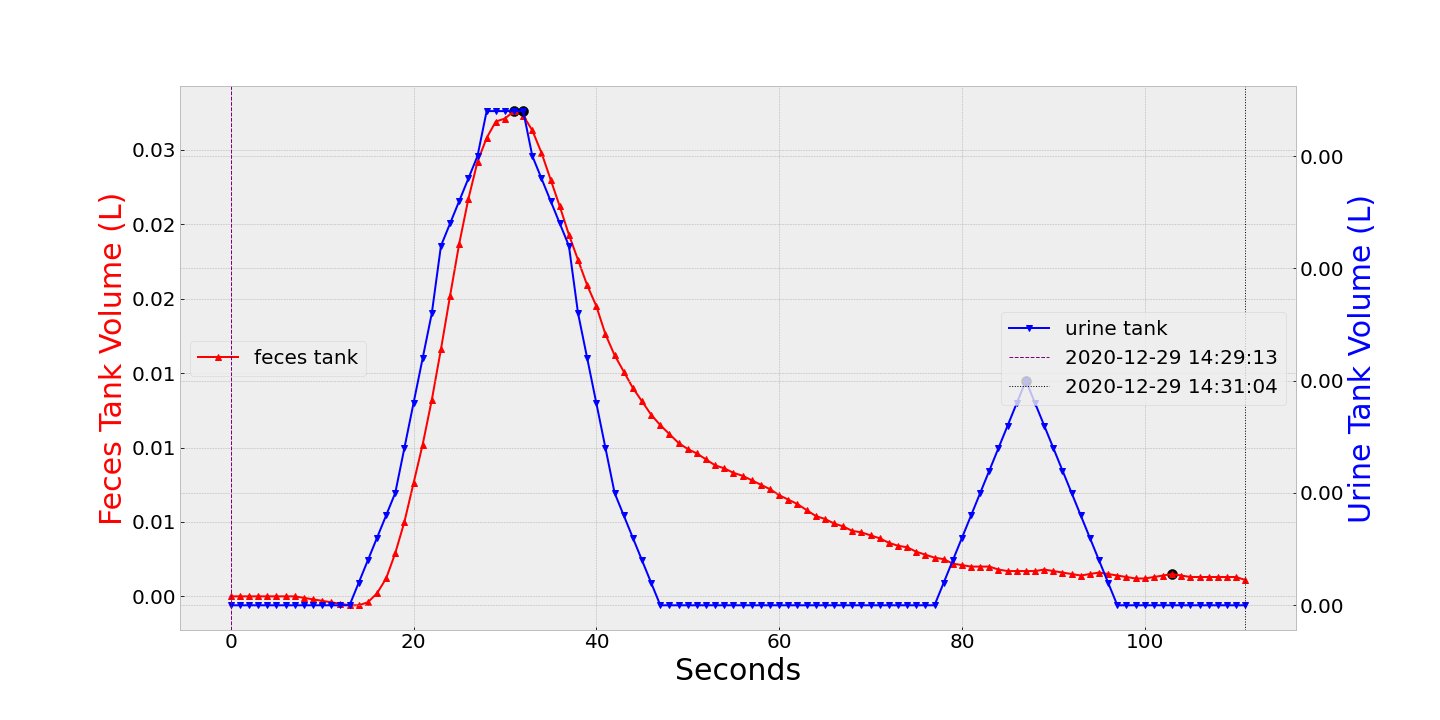 Feces Tank Volume (L)
0.03
0.02
0.02
0.01
0.01
0.01
0.00
feces tank
urine tank
2020-12-29 14:29:13
2020-12-29 14:31:04
0.00
0.00
0.00
0.00
0.00
Urine Tank Volume (L)
0 20 40 60 80 100
Seconds